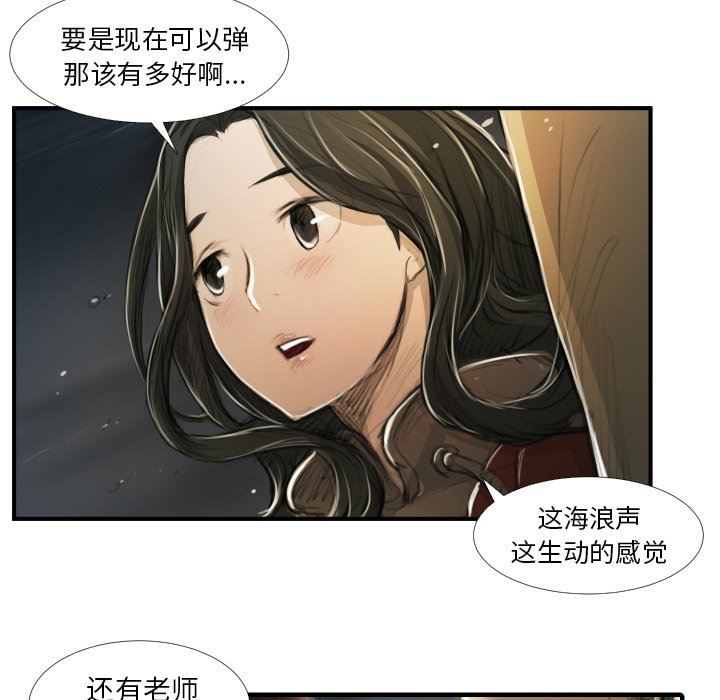 要是现在可以弹
那该有多好啊...
这海浪声
这生动的感觉
还有老师